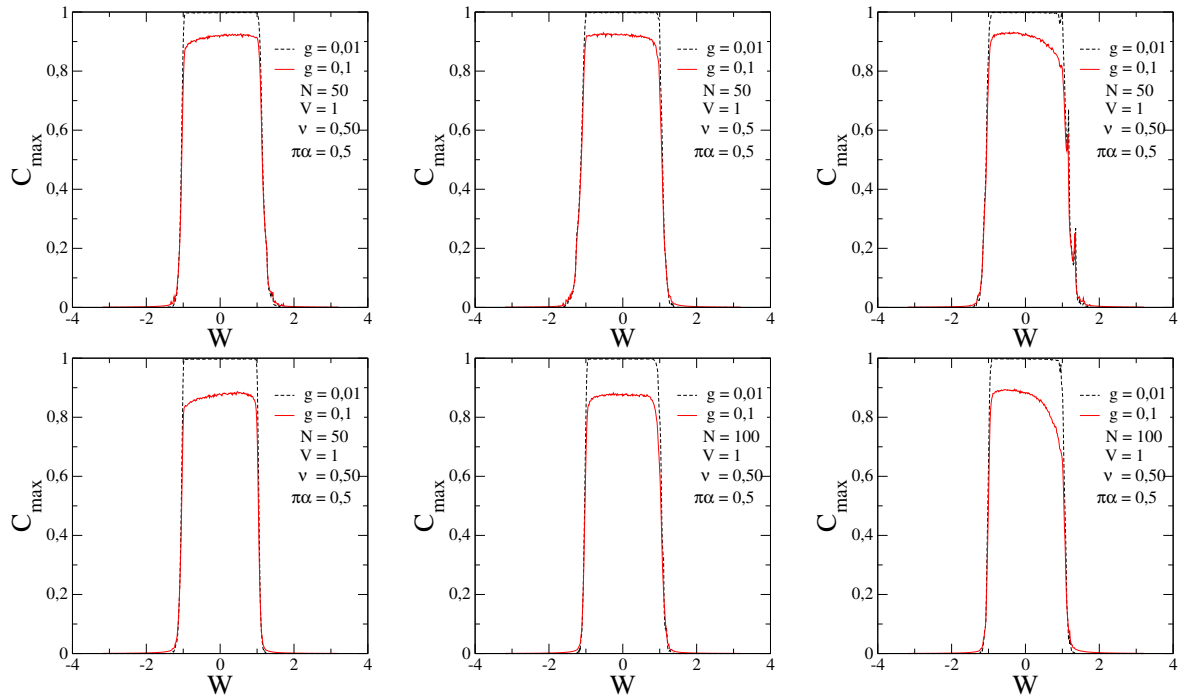 1
0,8
0,6
0,4
0,2
0
C_max
g = 0,01
g = 0,1
N = 50
V = 1
ν = 0,50
πα = 0,5
-4 -2 0 2 4
W
1
0,8
0,6
0,4
0,2
0
C_max
g = 0,01
g = 0,1
N = 50
V = 1
ν = 0,5
πα = 0,5
-4 -2 0 2 4
W
1
0,8
0,6
0,4
0,2
0
C_max
g = 0,01
g = 0,1
N = 50
V = 1
ν = 0,50
πα = 0,5
-4 -2 0 2 4
W
1
0,8
0,6
0,4
0,2
0
C_max
g = 0,01
g = 0,1
N = 50
V = 1
ν = 0,50
πα = 0,5
-4 -2 0 2 4
W
1
0,8
0,6
0,4
0,2
0
C_max
g = 0,01
g = 0,1
N = 100
V = 1
ν = 0,50
πα = 0,5
-4 -2 0 2 4
W
1
0,8
0,6
0,4
0,2
0
C_max
g = 0,01
g = 0,1
N = 100
V = 1
ν = 0,50
πα = 0,5
-4 -2 0 2 4
W